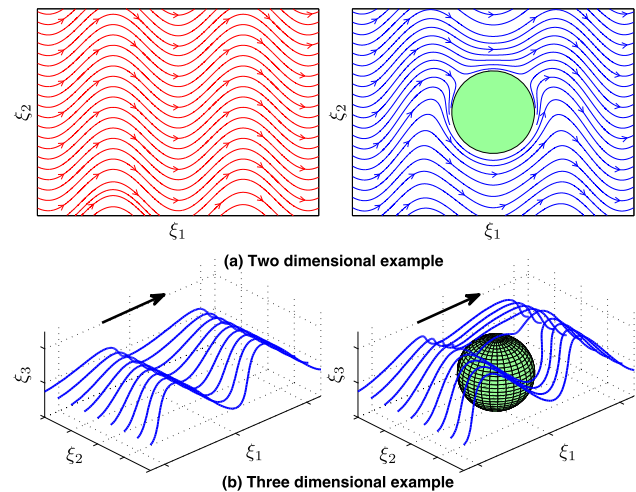 ξ2
ξ1
ξ2
ξ1
(a) Two dimensional example
ξ3
ξ2
ξ1
ξ3
ξ2
ξ1
(b) Three dimensional example